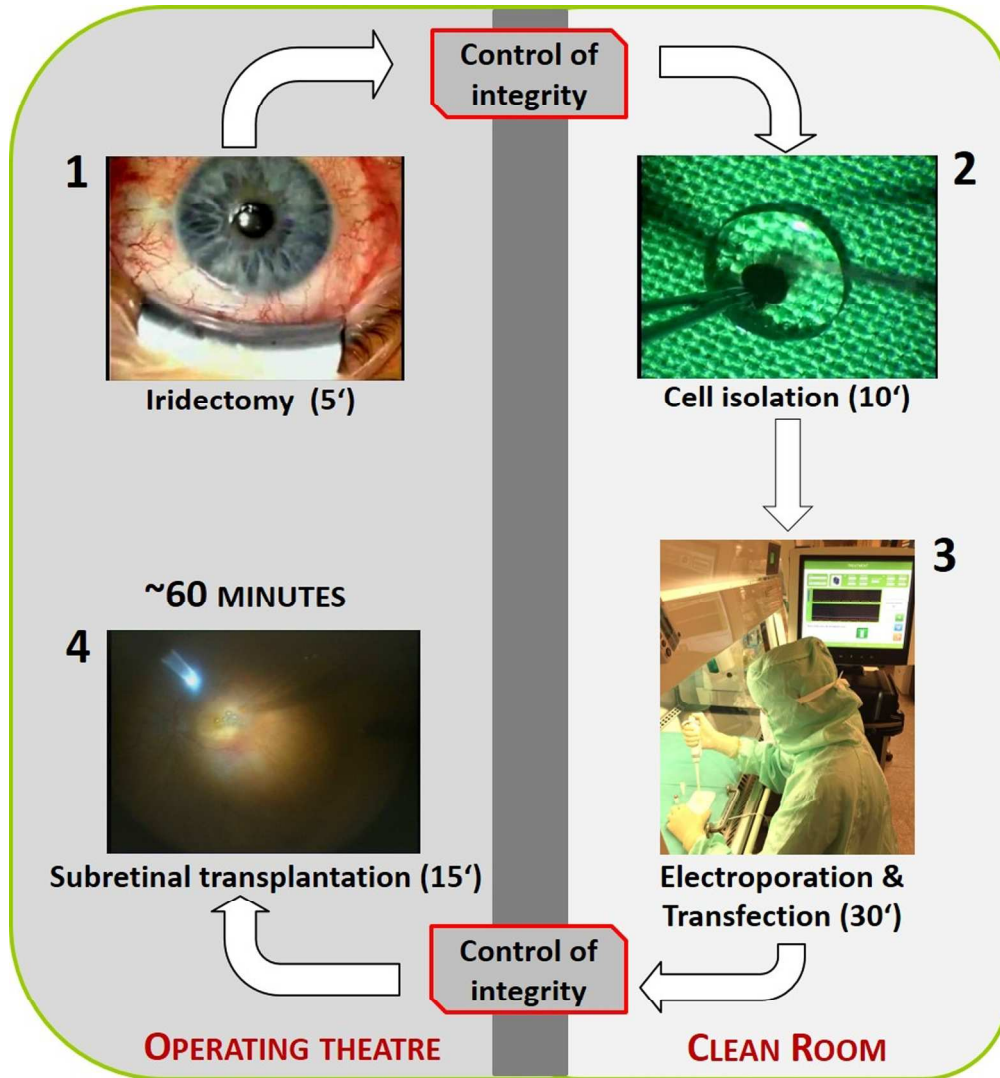 Control of
integrity
1
2
Iridectomy (5‘)
Cell isolation (10‘)
3
~60 MINUTES
4
Subretinal transplantation (15‘)
Electroporation &
Transfection (30‘)
Control of
integrity
OPERATING THEATRE
CLEAN ROOM